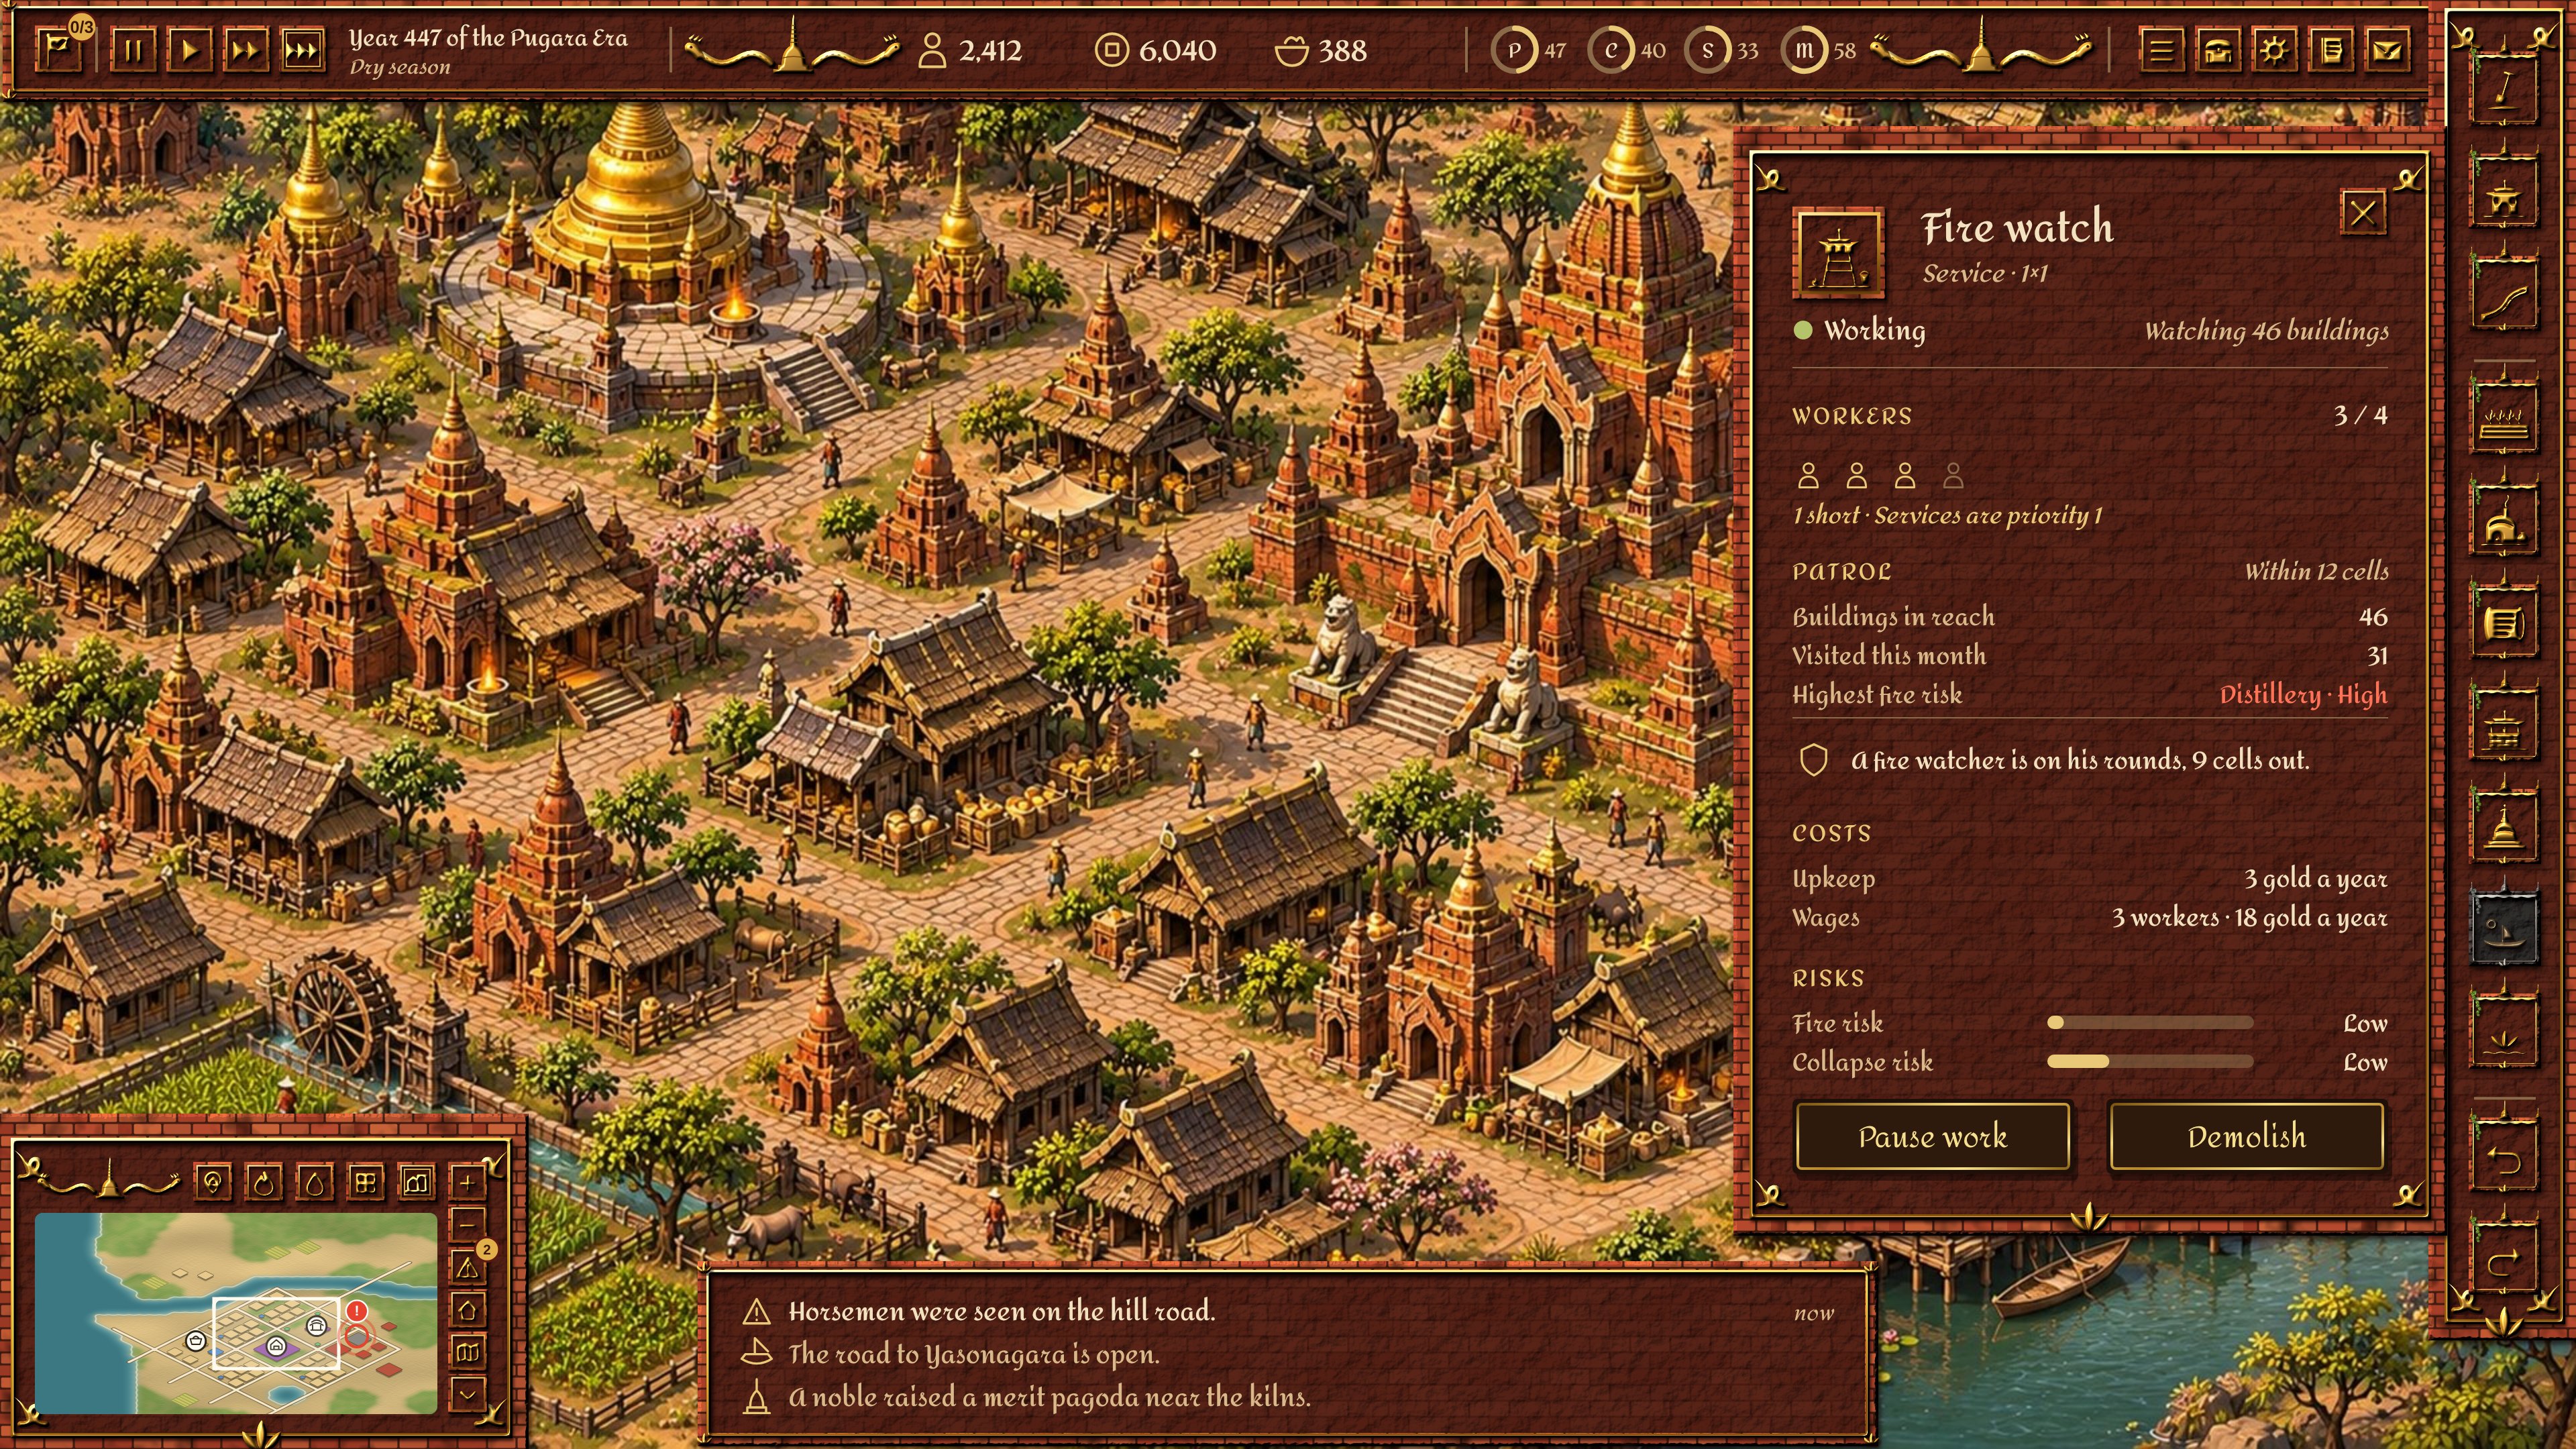 0/3
Year 447 of the Pugara Era
Dry season
2,412
6,040
388
P 47
C 40
S 33
M 58
Fire watch
Service · 1×1
Working
Watching 46 buildings
WORKERS
3 / 4
1 short · Services are priority 1
PATROL
Within 12 cells
Buildings in reach
46
Visited this month
31
Highest fire risk
Distillery · High
A fire watcher is on his rounds, 9 cells out.
COSTS
Upkeep
3 gold a year
Wages
3 workers · 18 gold a year
RISKS
Fire risk
Low
Collapse risk
Low
Pause work
Demolish
2
!
Horsemen were seen on the hill road.
now
The road to Yasonagara is open.
A noble raised a merit pagoda near the kilns.